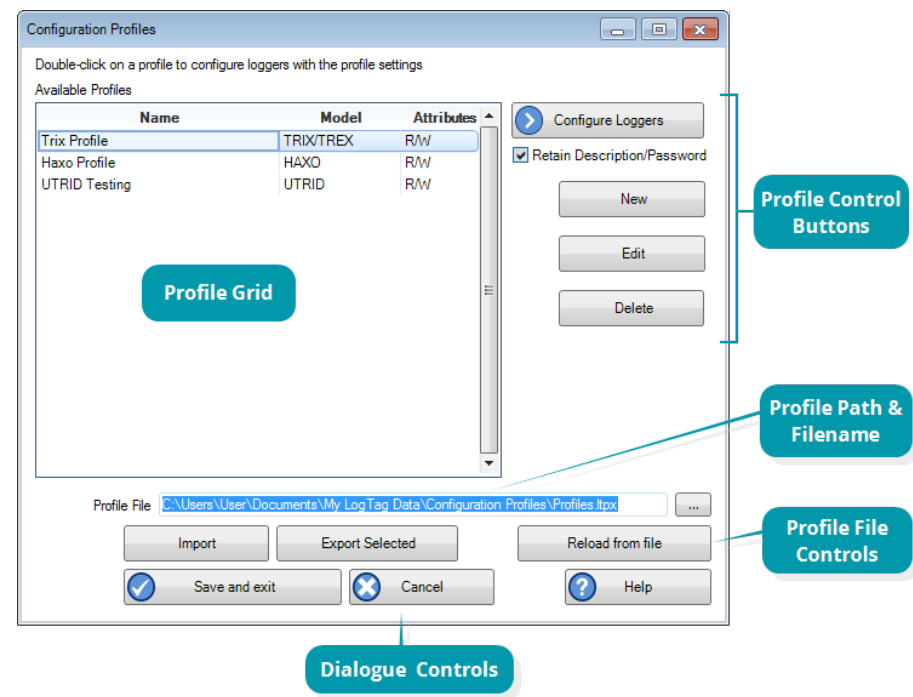 Configuration Profiles
Double-click on a profile to configure loggers with the profile settings
Available Profiles
Name Model Attributes
Trix Profile TRIX/TREX R/W
Haxo Profile HAXO R/W
UTRID Testing UTRID R/W
Configure Loggers
Retain Description/Password
New
Edit
Delete
Profile Control
Buttons
Profile Grid
Profile Path &
Filename
Profile File C:\Users\User\Documents\My LogTag Data\Configuration Profiles\Profiles.ltpx ...
Import Export Selected Reload from file
Profile File
Controls
Save and exit Cancel Help
Dialogue Controls